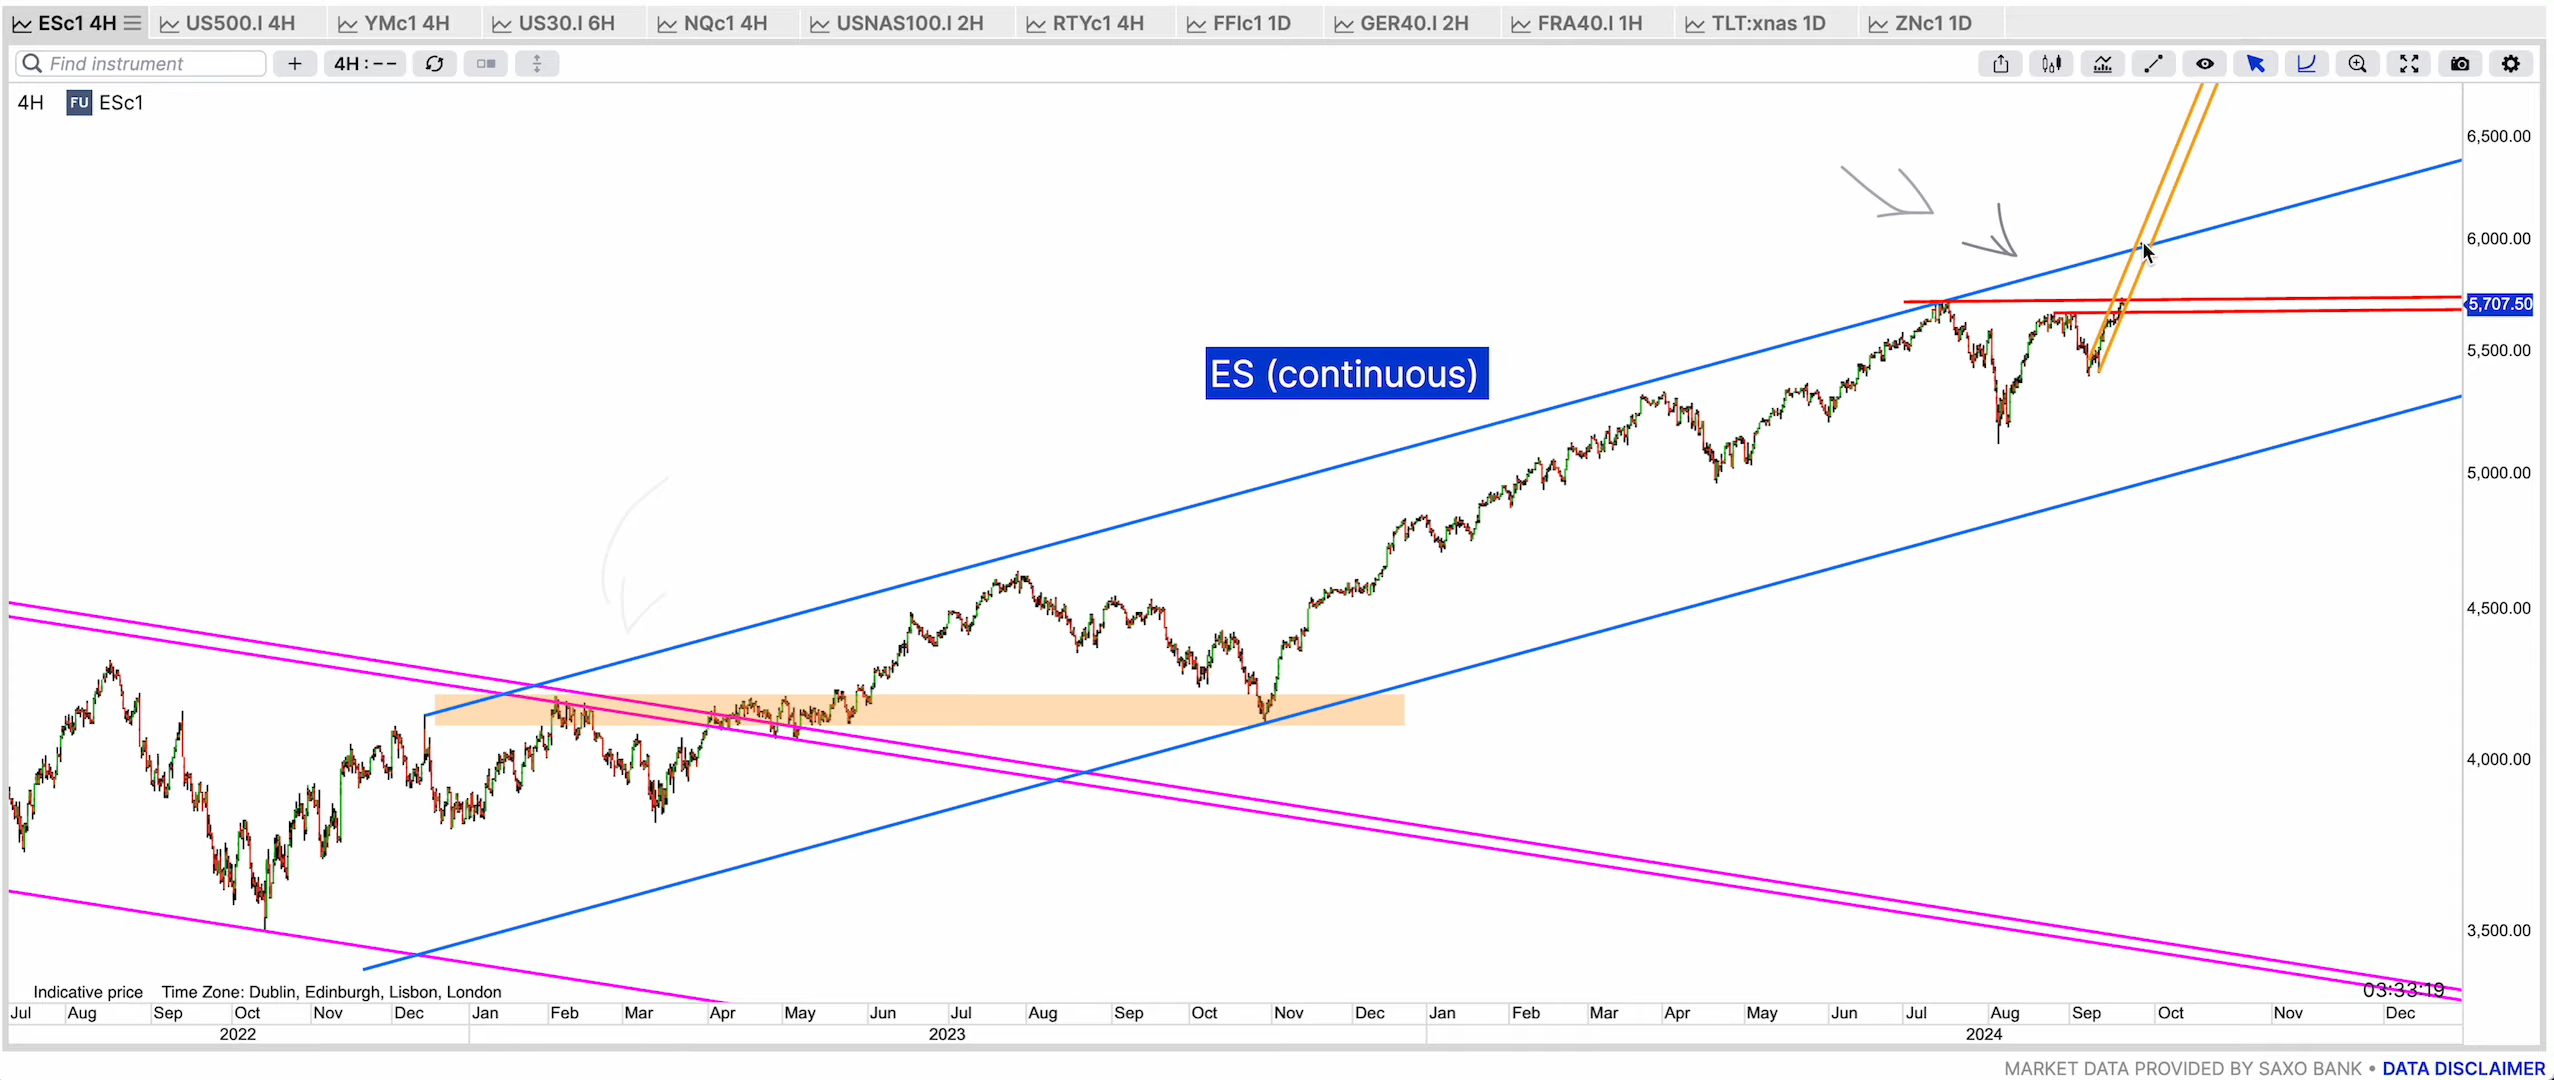 ESc1 4H US500.I 4H YMc1 4H US30.I 6H NQc1 4H USNAS100.I 2H RTYc1 4H FFIc1 1D GER40.I 2H FRA40.I 1H TLT:xnas 1D ZNc1 1D
Find instrument + 4H : --
4H FU ESc1
6,500.00
6,000.00
5,707.50
5,500.00
ES (continuous)
5,000.00
4,500.00
4,000.00
3,500.00
Indicative price Time Zone: Dublin, Edinburgh, Lisbon, London 03:33:19
Jul Aug Sep Oct Nov Dec Jan Feb Mar Apr May Jun Jul Aug Sep Oct Nov Dec Jan Feb Mar Apr May Jun Jul Aug Sep Oct Nov Dec
2022 2023 2024
MARKET DATA PROVIDED BY SAXO BANK • DATA DISCLAIMER